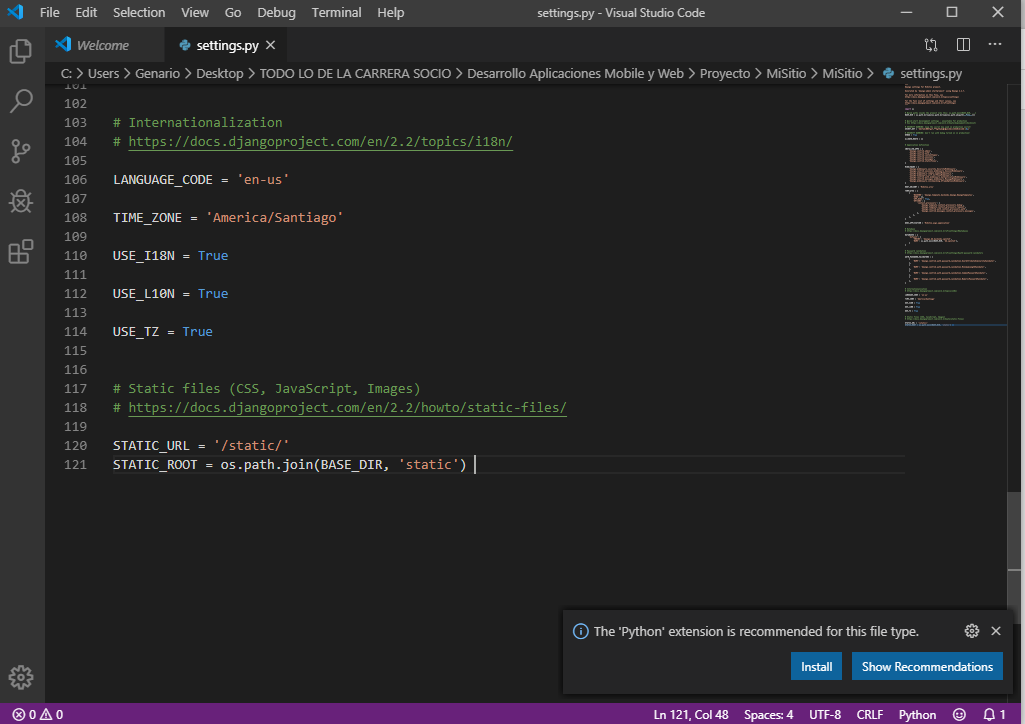 File Edit Selection View Go Debug Terminal Help settings.py - Visual Studio Code
Welcome settings.py
C: > Users > Genario > Desktop > TODO LO DE LA CARRERA SOCIO > Desarrollo Aplicaciones Mobile y Web > Proyecto > MiSitio > MiSitio > settings.py
101
102
103 # Internationalization
104 # https://docs.djangoproject.com/en/2.2/topics/i18n/
105
106 LANGUAGE_CODE = 'en-us'
107
108 TIME_ZONE = 'America/Santiago'
109
110 USE_I18N = True
111
112 USE_L10N = True
113
114 USE_TZ = True
115
116
117 # Static files (CSS, JavaScript, Images)
118 # https://docs.djangoproject.com/en/2.2/howto/static-files/
119
120 STATIC_URL = '/static/'
121 STATIC_ROOT = os.path.join(BASE_DIR, 'static')
The 'Python' extension is recommended for this file type.
Install Show Recommendations
0 0 Ln 121, Col 48 Spaces: 4 UTF-8 CRLF Python 1